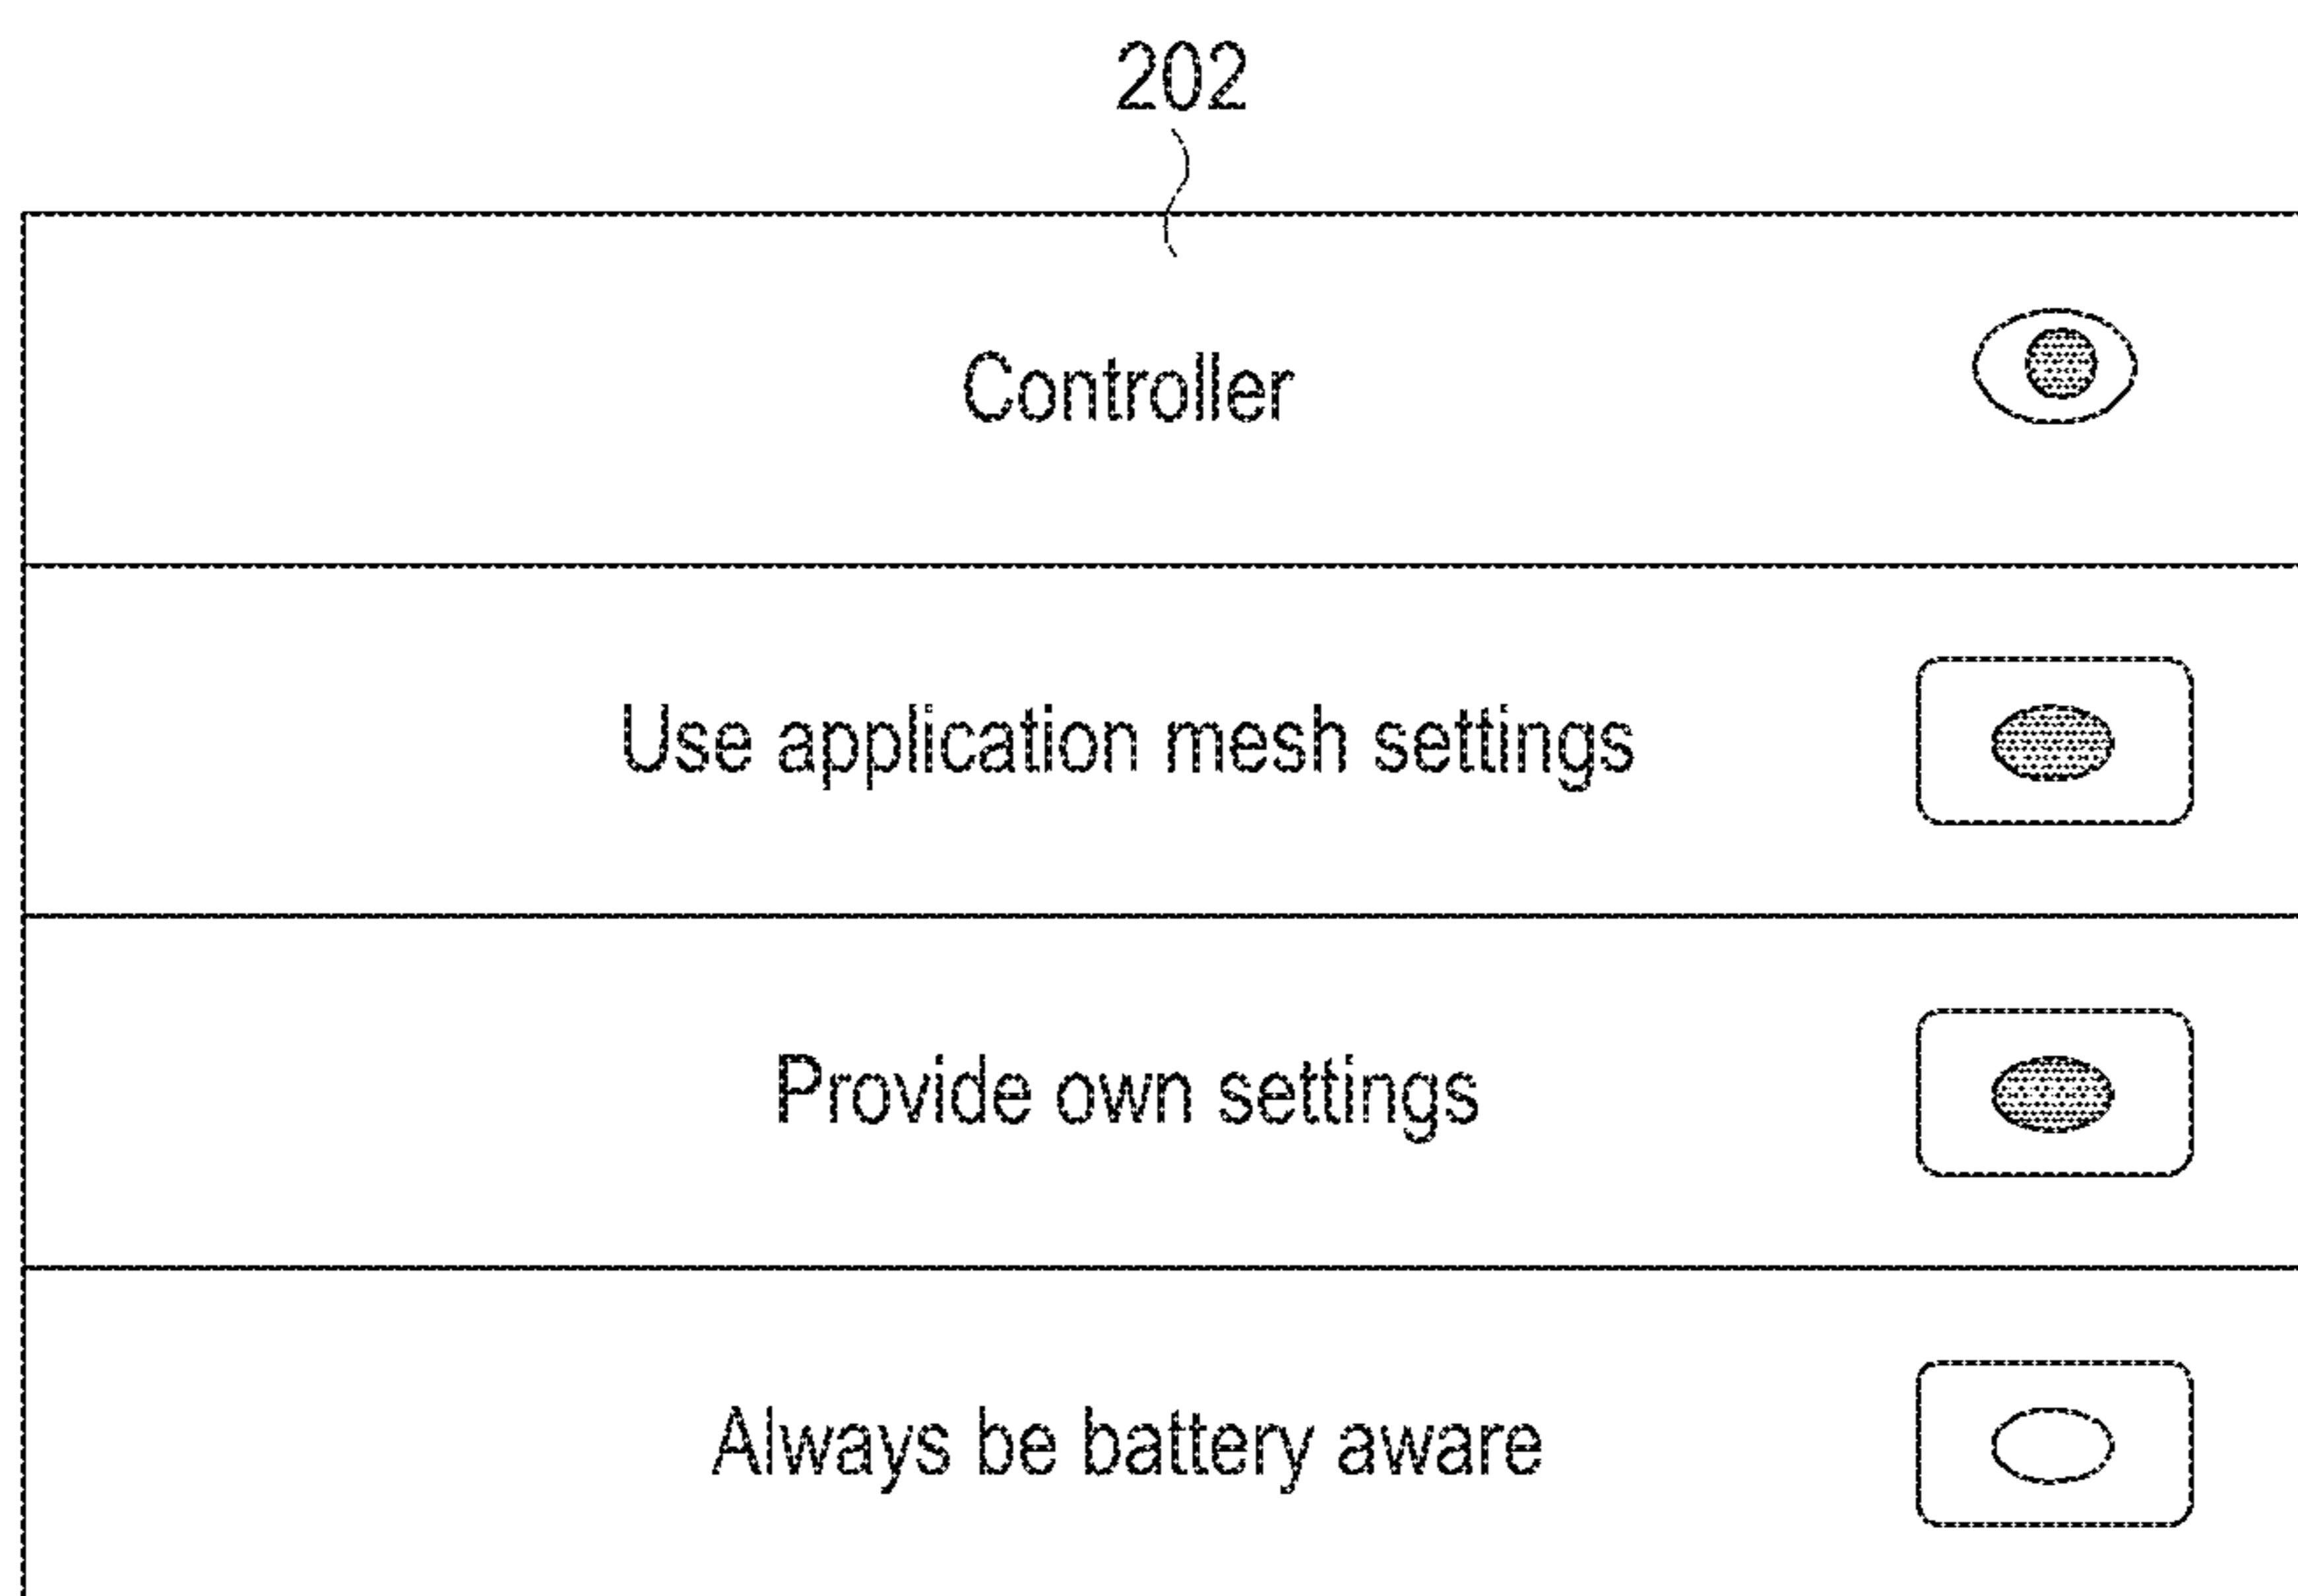 202
Controller
Use application mesh settings
Provide own settings
Always be battery aware